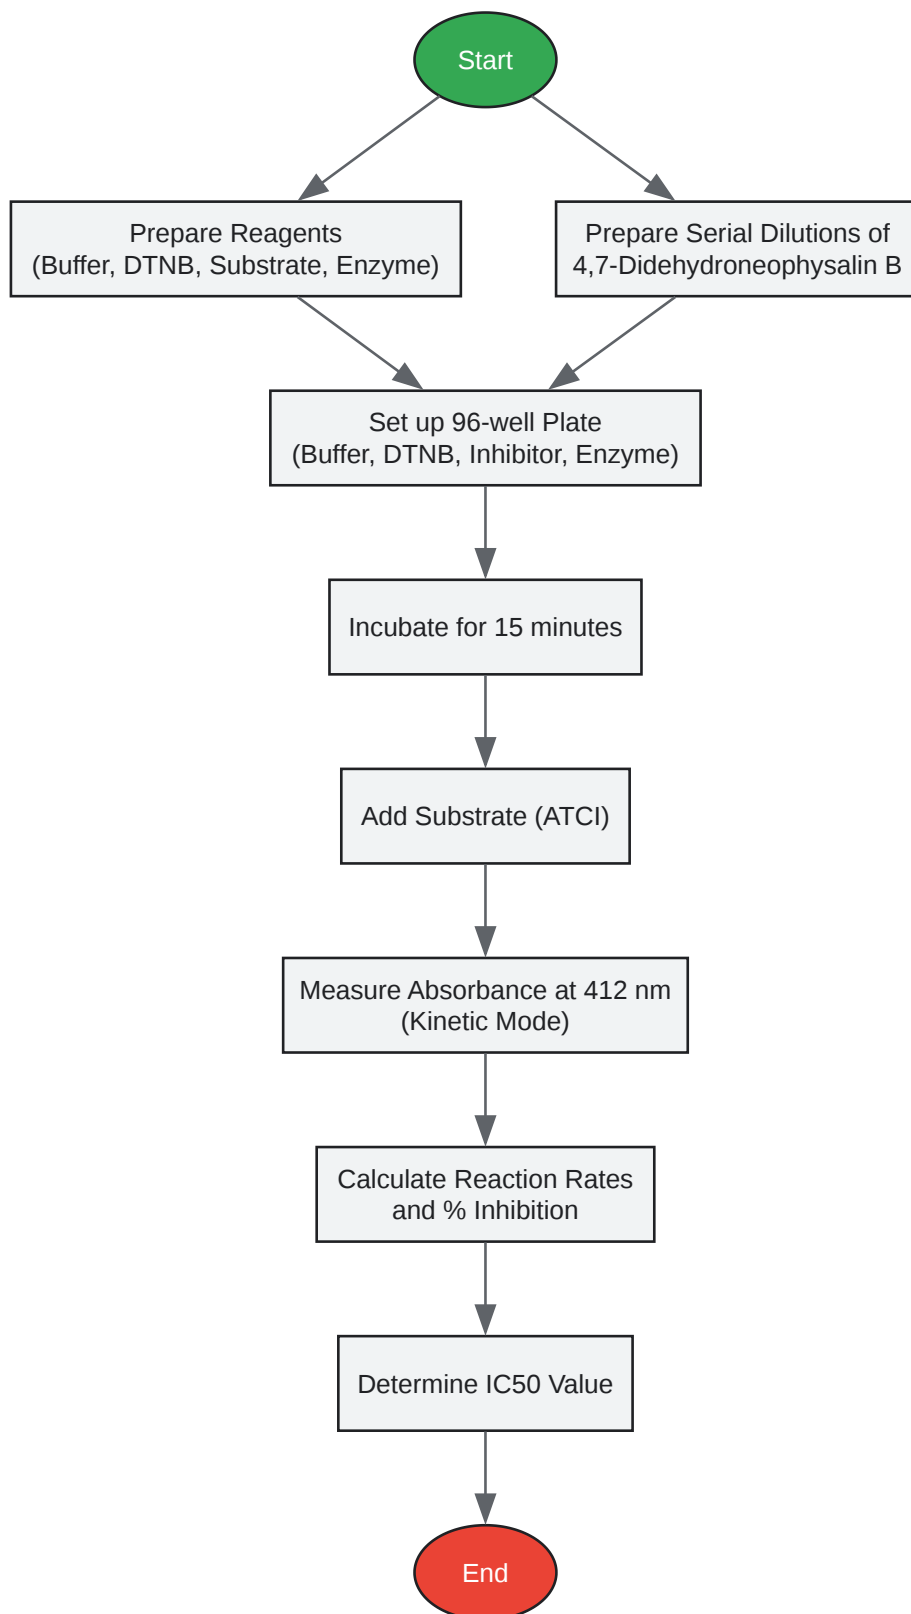 Start
Prepare Reagents
(Buffer, DTNB, Substrate, Enzyme)
Prepare Serial Dilutions of
4,7-Didehydroneophysalin B
Set up 96-well Plate
(Buffer, DTNB, Inhibitor, Enzyme)
Incubate for 15 minutes
Add Substrate (ATCI)
Measure Absorbance at 412 nm
(Kinetic Mode)
Calculate Reaction Rates
and % Inhibition
Determine IC50 Value
End